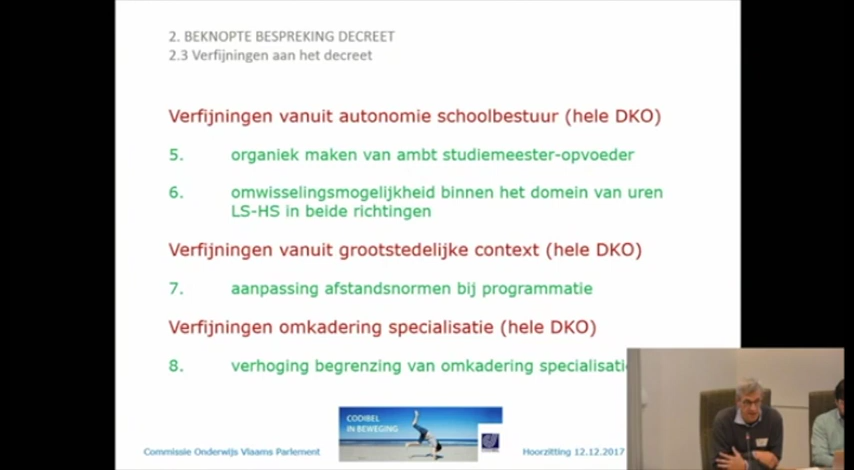 2. BEKNOPTE BESPREKING DECREET
2.3 Verfijningen aan het decreet
Verfijningen vanuit autonomie schoolbestuur (hele DKO)
5. organiek maken van ambt studiemeester-opvoeder
6. omwisselingsmogelijkheid binnen het domein van uren
LS-HS in beide richtingen
Verfijningen vanuit grootstedelijke context (hele DKO)
7. aanpassing afstandsnormen bij programmatie
Verfijningen omkadering specialisatie (hele DKO)
8. verhoging begrenzing van omkadering specialisati
CODIBEL
IN BEWEGING
Commissie Onderwijs Vlaams Parlement
Hoorzitting 12.12.2017